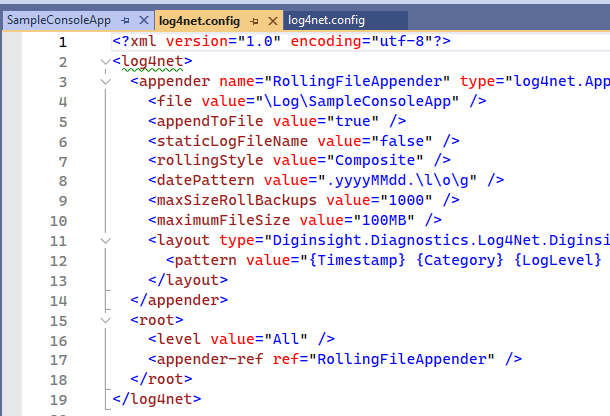 SampleConsoleApp log4net.config log4net.config
1 <?xml version="1.0" encoding="utf-8"?>
2 <log4net>
3 <appender name="RollingFileAppender" type="log4net.App
4 <file value="\Log\SampleConsoleApp" />
5 <appendToFile value="true" />
6 <staticLogFileName value="false" />
7 <rollingStyle value="Composite" />
8 <datePattern value=".yyyyMMdd.\l\o\g" />
9 <maxSizeRollBackups value="1000" />
10 <maximumFileSize value="100MB" />
11 <layout type="Diginsight.Diagnostics.Log4Net.Diginsi
12 <pattern value="{Timestamp} {Category} {LogLevel}
13 </layout>
14 </appender>
15 <root>
16 <level value="All" />
17 <appender-ref ref="RollingFileAppender" />
18 </root>
19 </log4net>